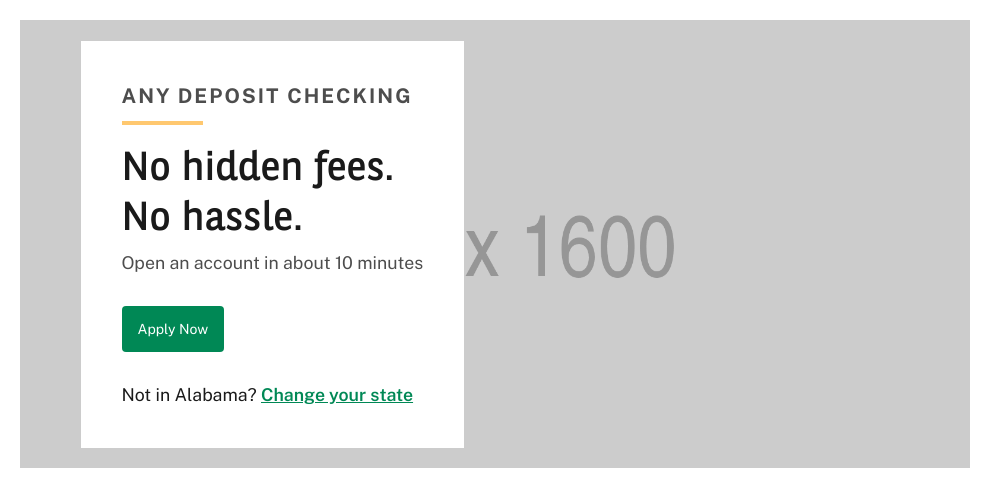 ANY DEPOSIT CHECKING
No hidden fees.
No hassle.
Open an account in about 10 minutes
Apply Now
Not in Alabama? Change your state
x 1600